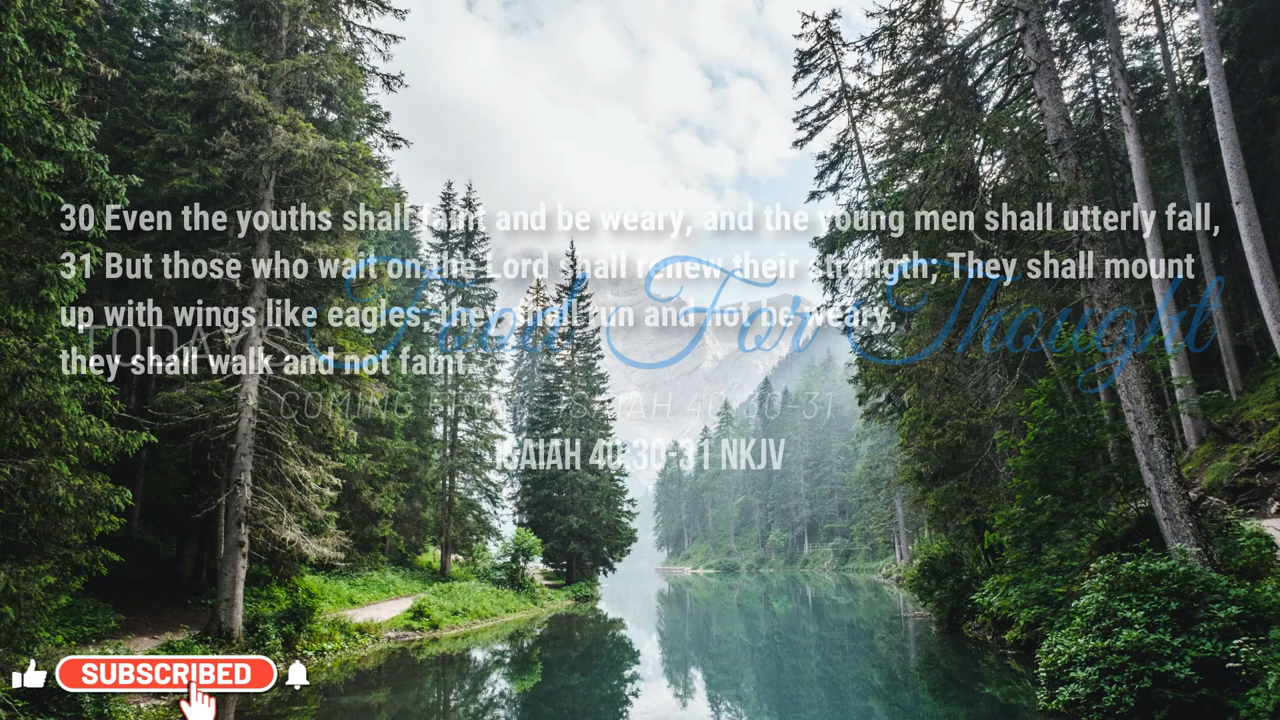 30 Even the youths shall faint and be weary, and the young men shall utterly fall,
31 But those who wait on the Lord shall renew their strength; They shall mount
up with wings like eagles, they shall run and not be weary,
they shall walk and not faint.
TODAY'S Food For Thought
COMING FROM ISAIAH 40:30-31
ISAIAH 40:30-31 NKJV
SUBSCRIBED